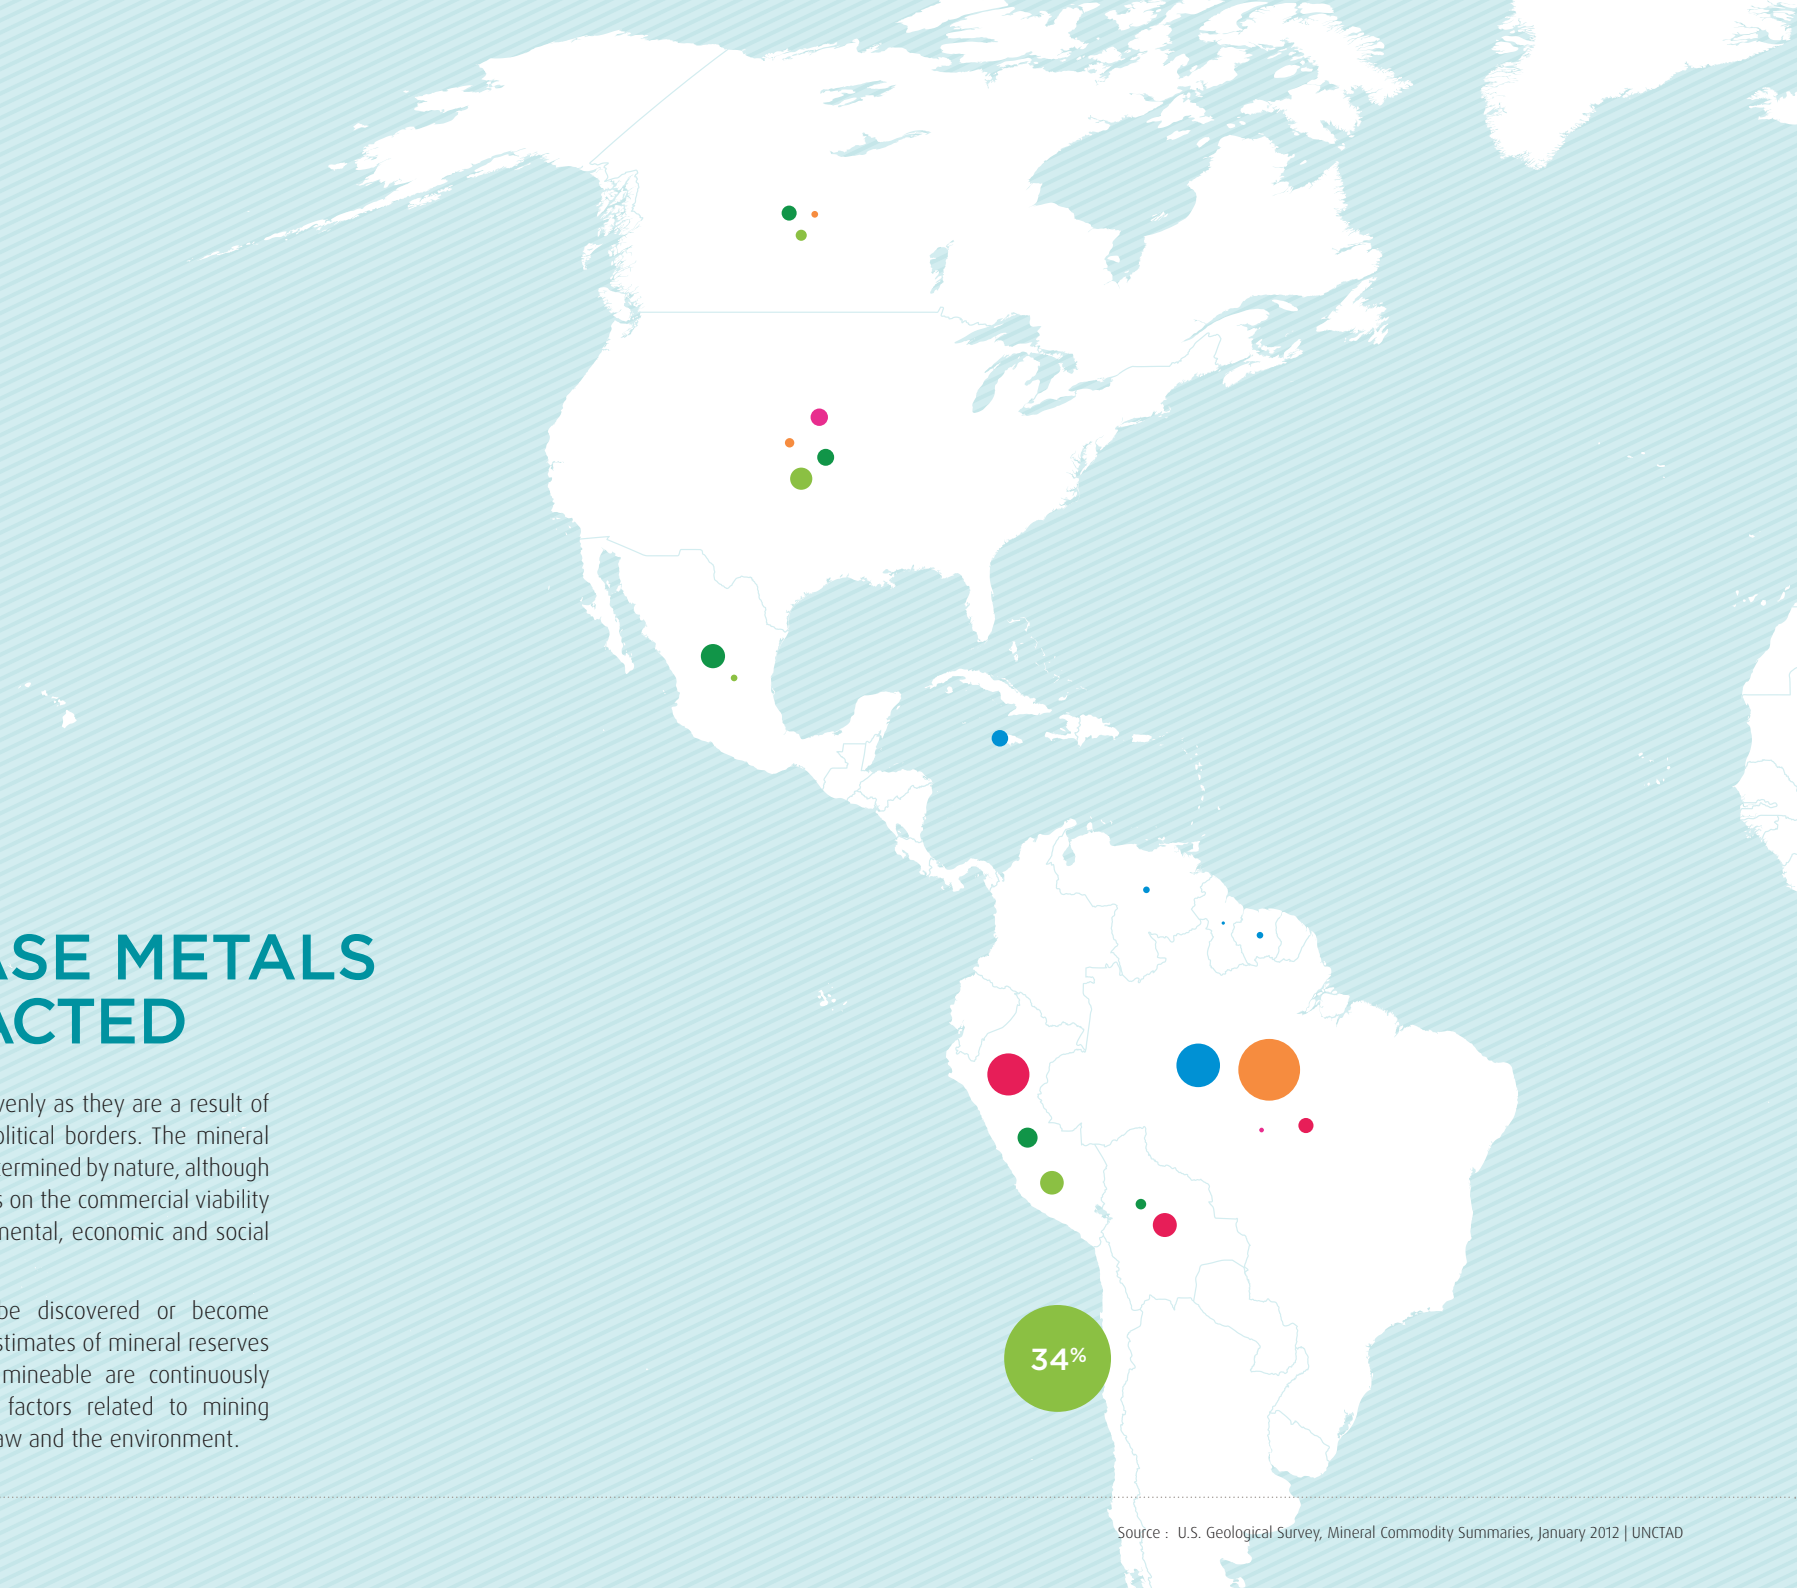 ASE METALS
ACTED
venly as they are a result of
olitical borders. The mineral
termined by nature, although
s on the commercial viability
mental, economic and social
be discovered or become
stimates of mineral reserves
mineable are continuously
factors related to mining
aw and the environment.
34%
Source : U.S. Geological Survey, Mineral Commodity Summaries, January 2012 | UNCTAD